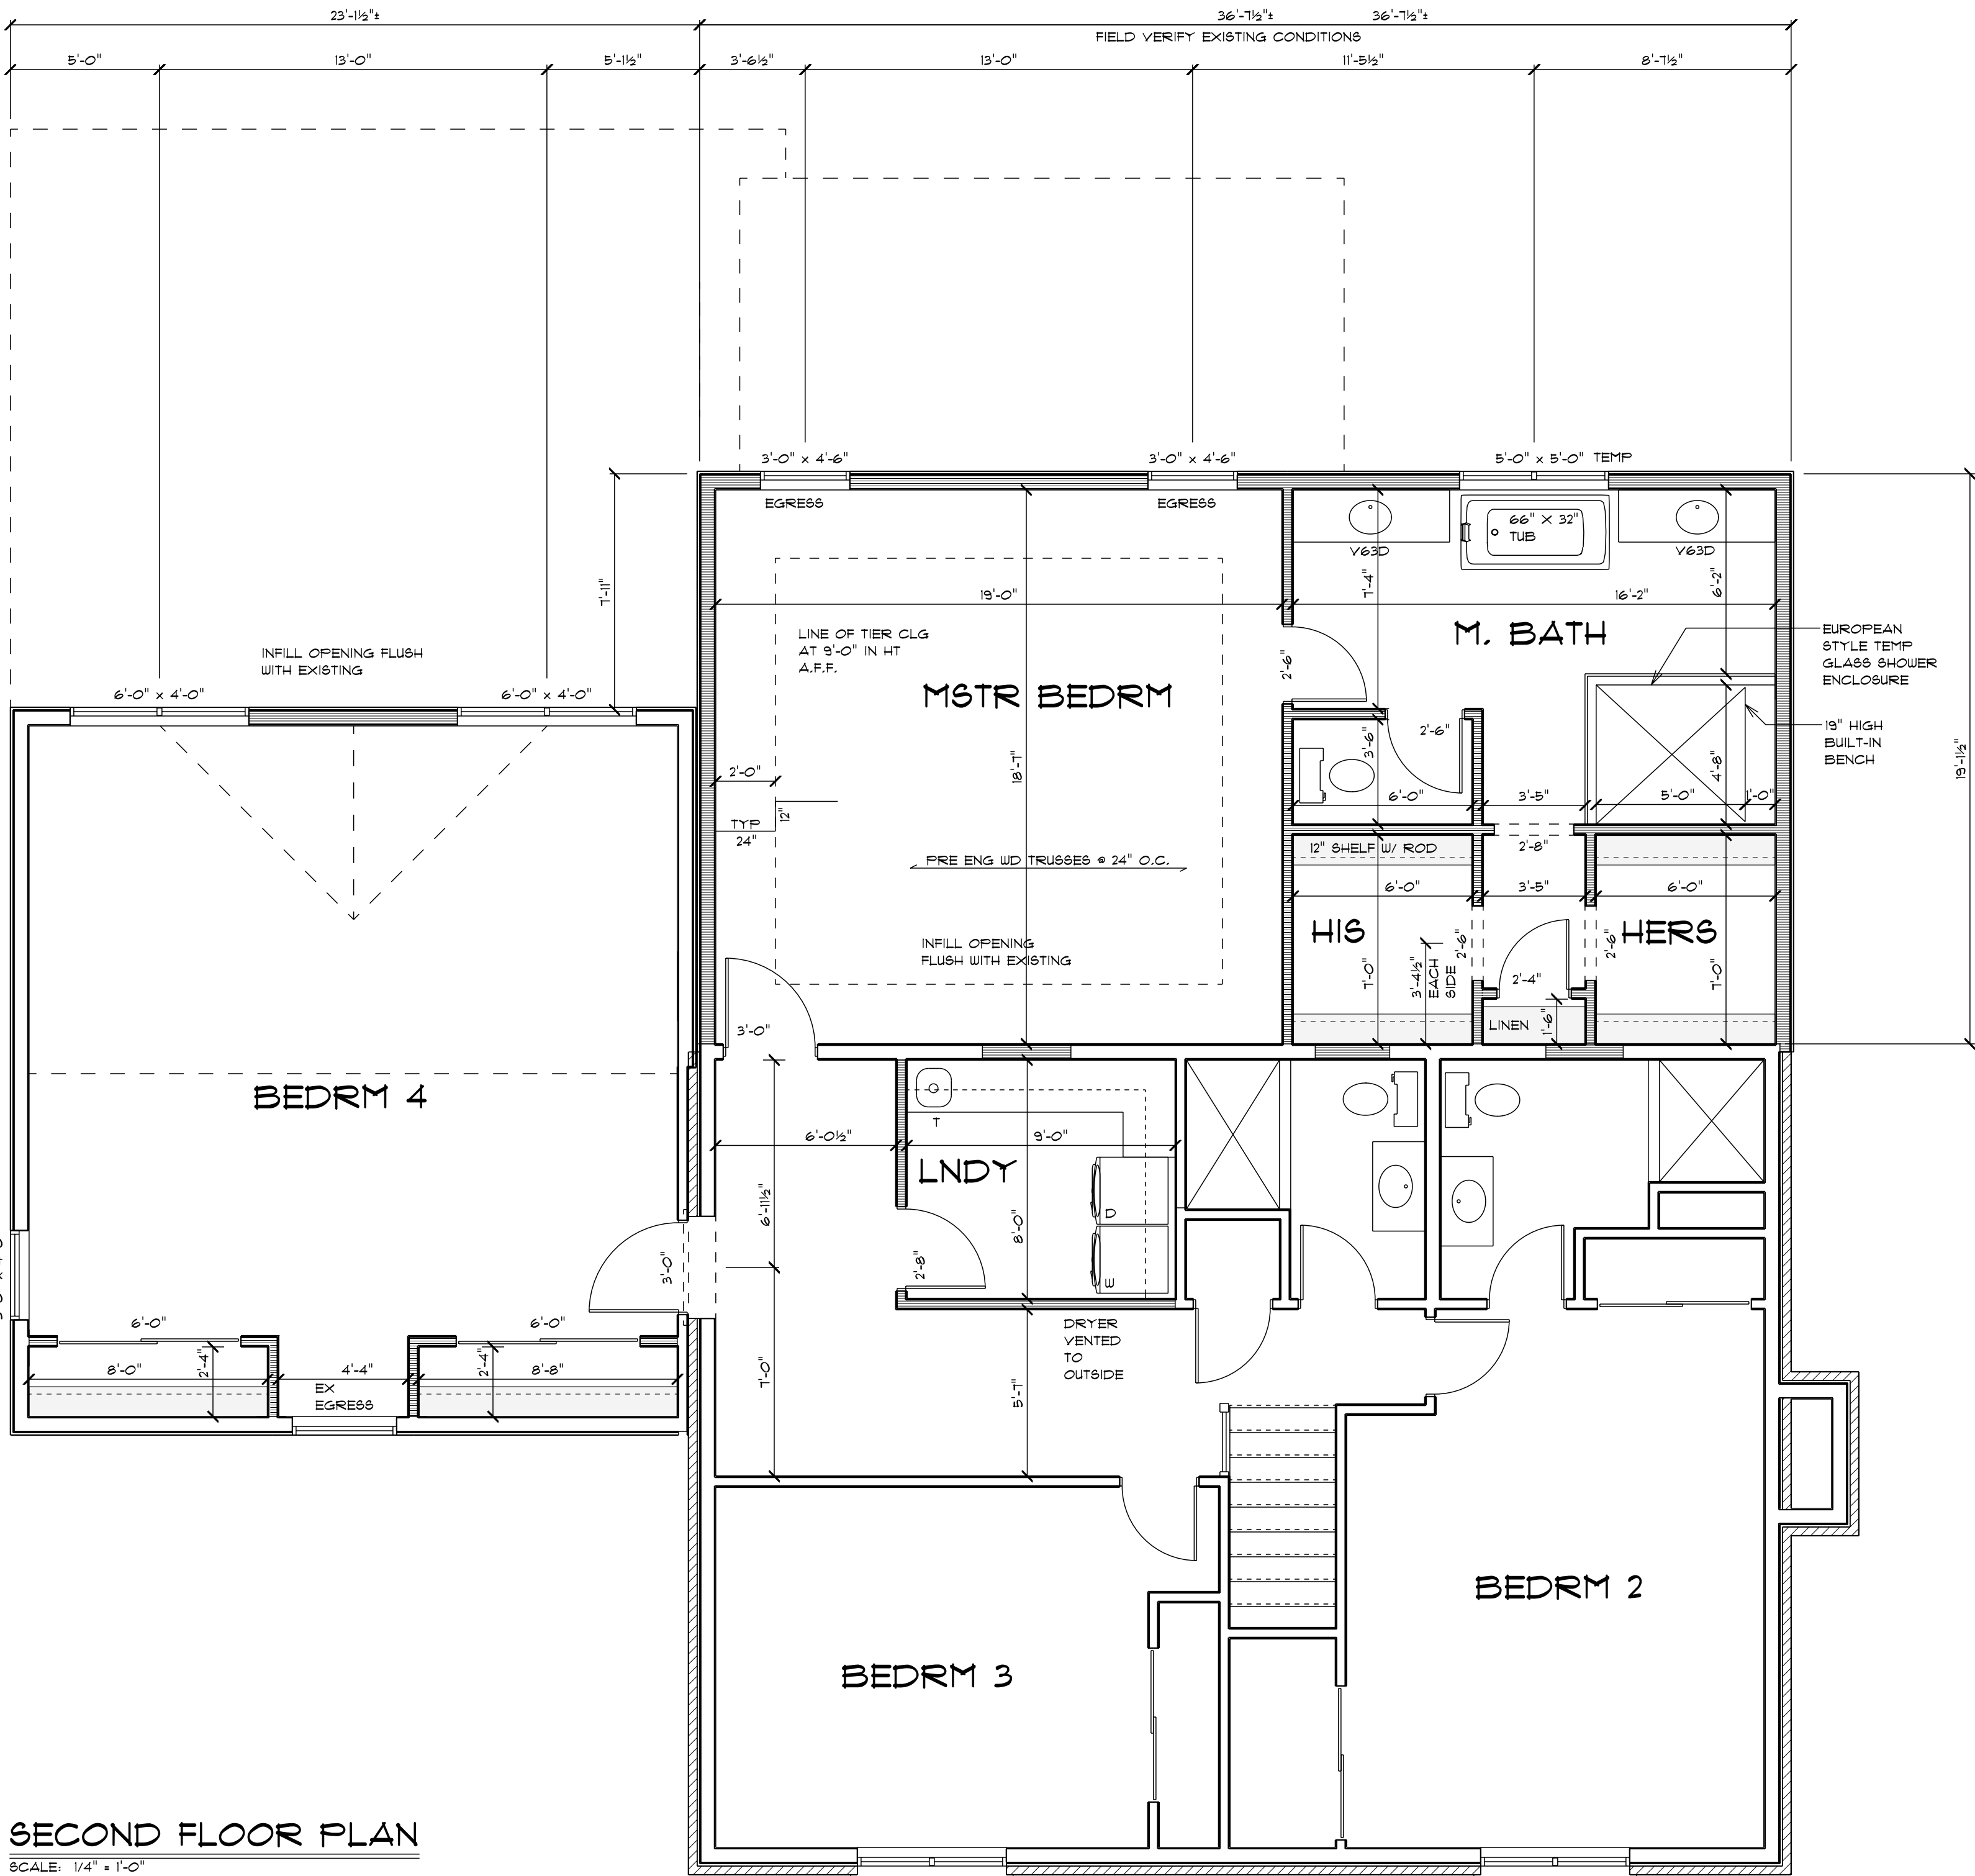 23'-1½"±
36'-7½"±
36'-7½"±
FIELD VERIFY EXISTING CONDITIONS
5'-0"
13'-0"
5'-1½"
3'-6½"
13'-0"
11'-5½"
8'-7½"
3'-0" x 4'-6"
3'-0" x 4'-6"
5'-0" x 5'-0" TEMP
EGRESS
EGRESS
66" X 32"
TUB
V63D
V63D
7'-11"
7'-4"
6'-2"
19'-0"
16'-2"
LINE OF TIER CLG
AT 9'-0" IN HT
A.F.F.
M. BATH
EUROPEAN
STYLE TEMP
GLASS SHOWER
ENCLOSURE
INFILL OPENING FLUSH
WITH EXISTING
6'-0" x 4'-0"
6'-0" x 4'-0"
MSTR BEDRM
2'-6"
2'-6"
3'-6"
19" HIGH
BUILT-IN
BENCH
19'-1½"
2'-0"
18'-7"
4'-8"
6'-0"
3'-5"
5'-0"
1'-0"
TYP
24"
12"
PRE ENG WD TRUSSES @ 24" O.C.
12" SHELF W/ ROD
2'-8"
6'-0"
3'-5"
6'-0"
HIS
HERS
INFILL OPENING
FLUSH WITH EXISTING
7'-0"
3'-4½"
EACH
SIDE
2'-6"
2'-6"
2'-4"
7'-0"
LINEN
1'-6"
3'-0"
BEDRM 4
T
6'-0½"
9'-0"
LNDY
6'-11½"
8'-0"
D
W
2'-8"
3'-0"
6'-0"
6'-0"
DRYER
VENTED
TO
OUTSIDE
8'-0"
2'-4"
4'-4"
2'-4"
8'-8"
EX
EGRESS
7'-0"
5'-7"
BEDRM 2
BEDRM 3
SECOND FLOOR PLAN
SCALE: 1/4" = 1'-0"